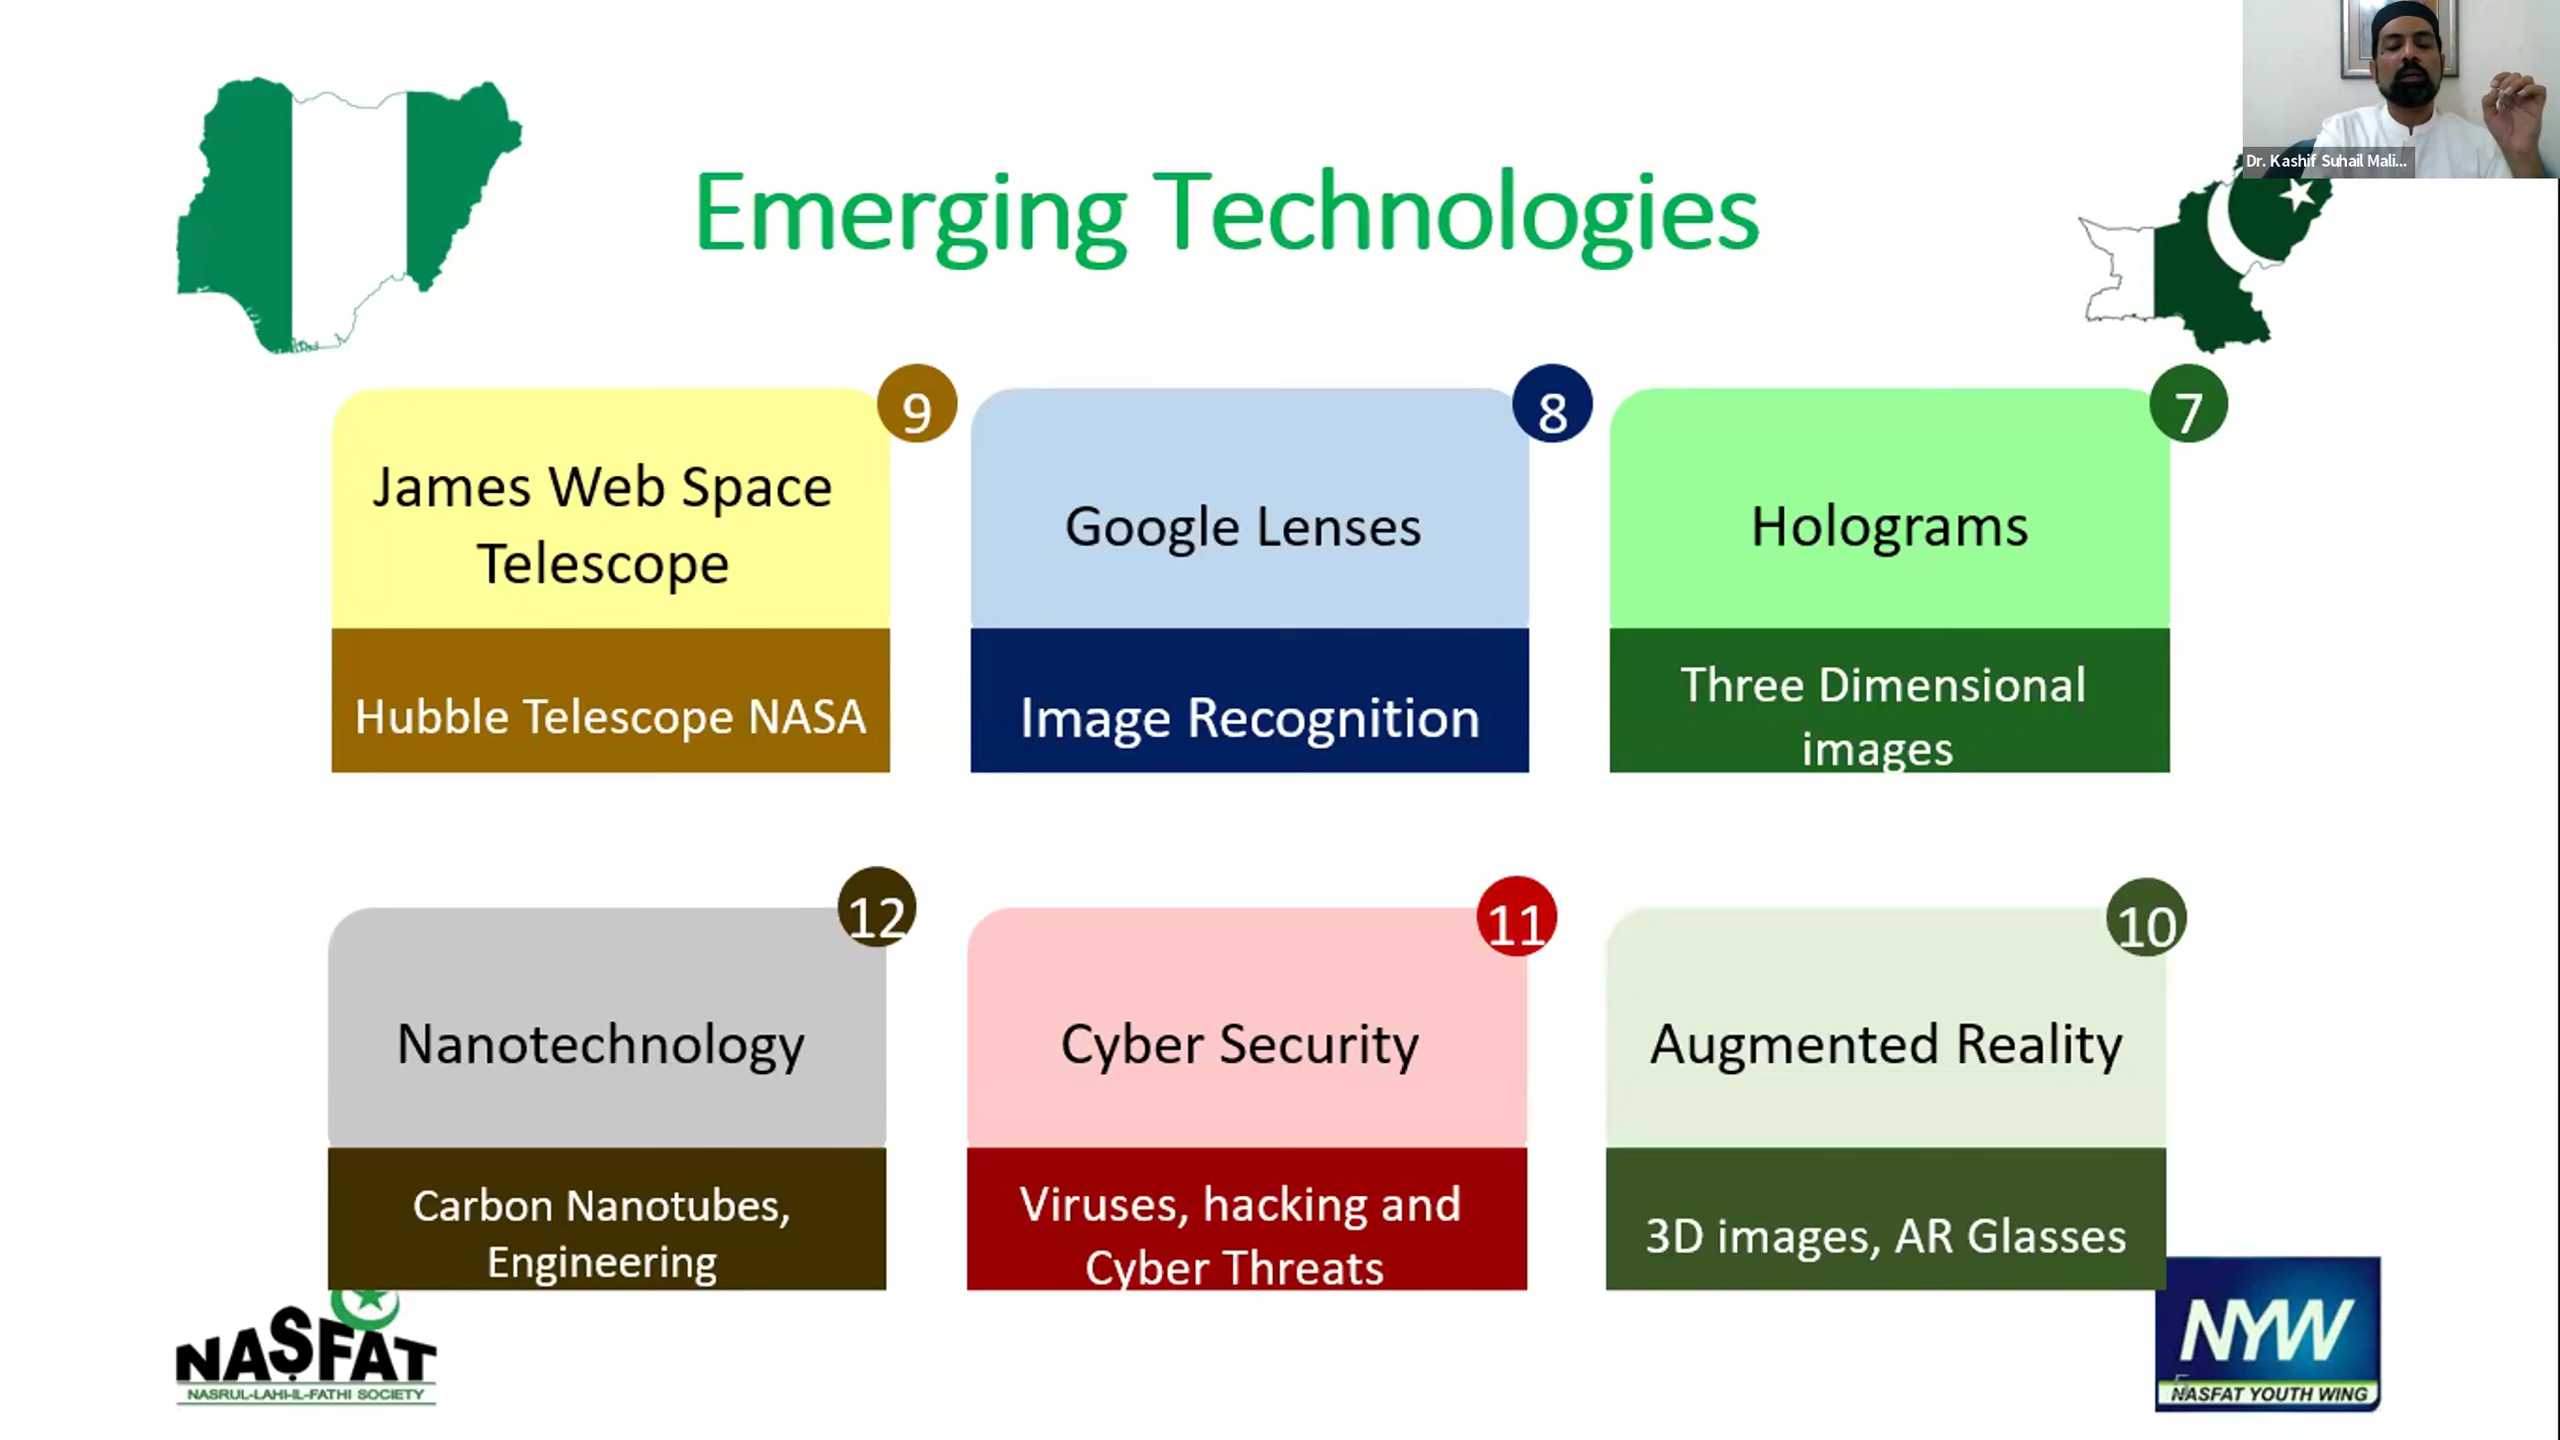 Dr. Kashif Suhail Mali...
Emerging Technologies
9
James Web Space
Telescope
Hubble Telescope NASA
8
Google Lenses
Image Recognition
7
Holograms
Three Dimensional
images
12
Nanotechnology
Carbon Nanotubes,
Engineering
11
Cyber Security
Viruses, hacking and
Cyber Threats
10
Augmented Reality
3D images, AR Glasses
NASFAT
NASRUL-LAHI-IL-FATHI SOCIETY
NYW
NASFAT YOUTH WING